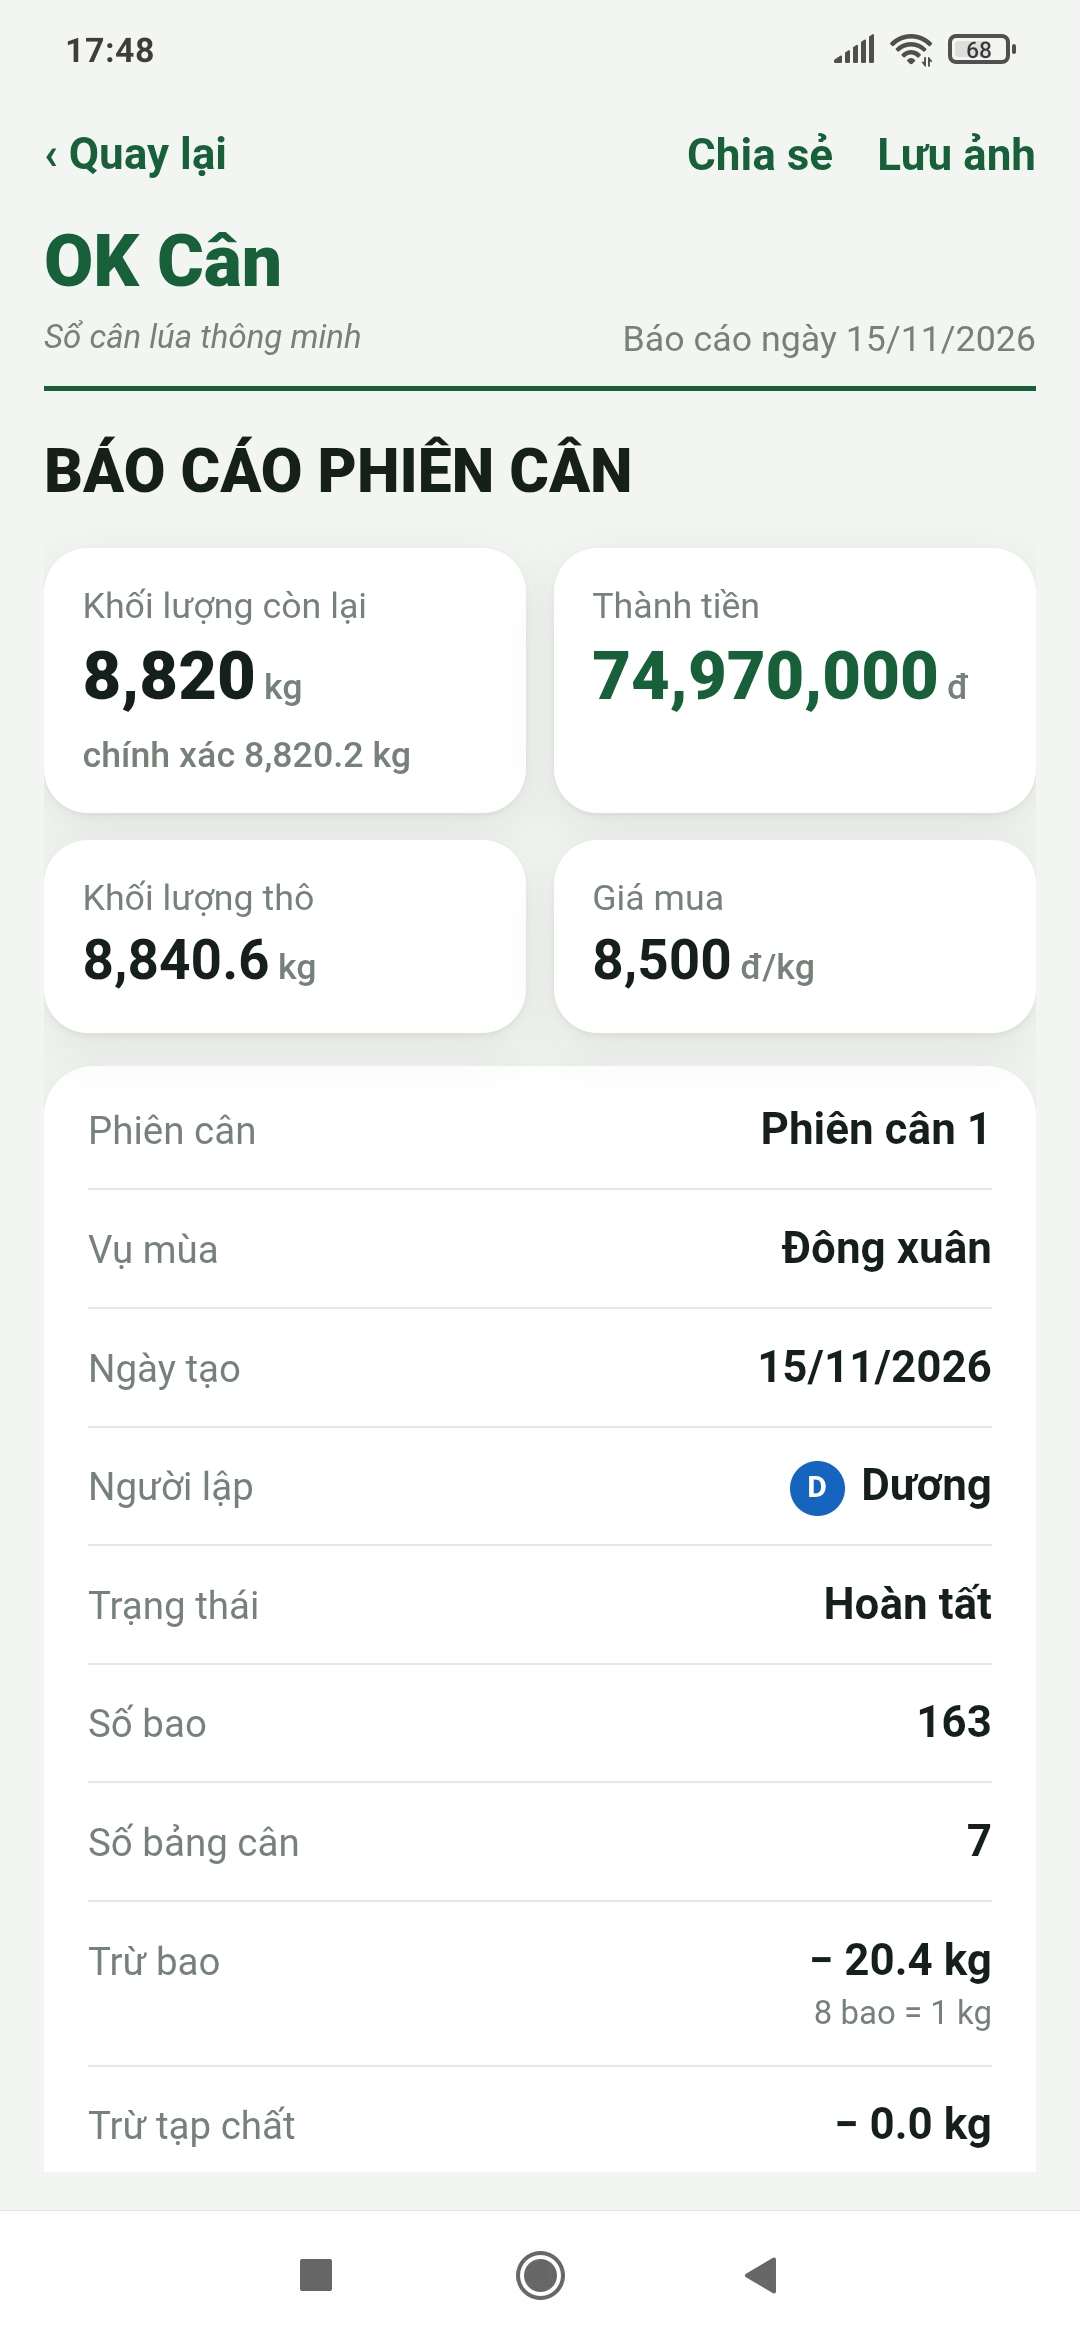 17:48
68
‹ Quay lại
Chia sẻ
Lưu ảnh
OK Cân
Sổ cân lúa thông minh
Báo cáo ngày 15/11/2026
BÁO CÁO PHIÊN CÂN
Khối lượng còn lại
8,820 kg
chính xác 8,820.2 kg
Thành tiền
74,970,000 đ
Khối lượng thô
8,840.6 kg
Giá mua
8,500 đ/kg
Phiên cân
Phiên cân 1
Vụ mùa
Đông xuân
Ngày tạo
15/11/2026
Người lập
D Dương
Trạng thái
Hoàn tất
Số bao
163
Số bảng cân
7
Trừ bao
− 20.4 kg
8 bao = 1 kg
Trừ tạp chất
− 0.0 kg